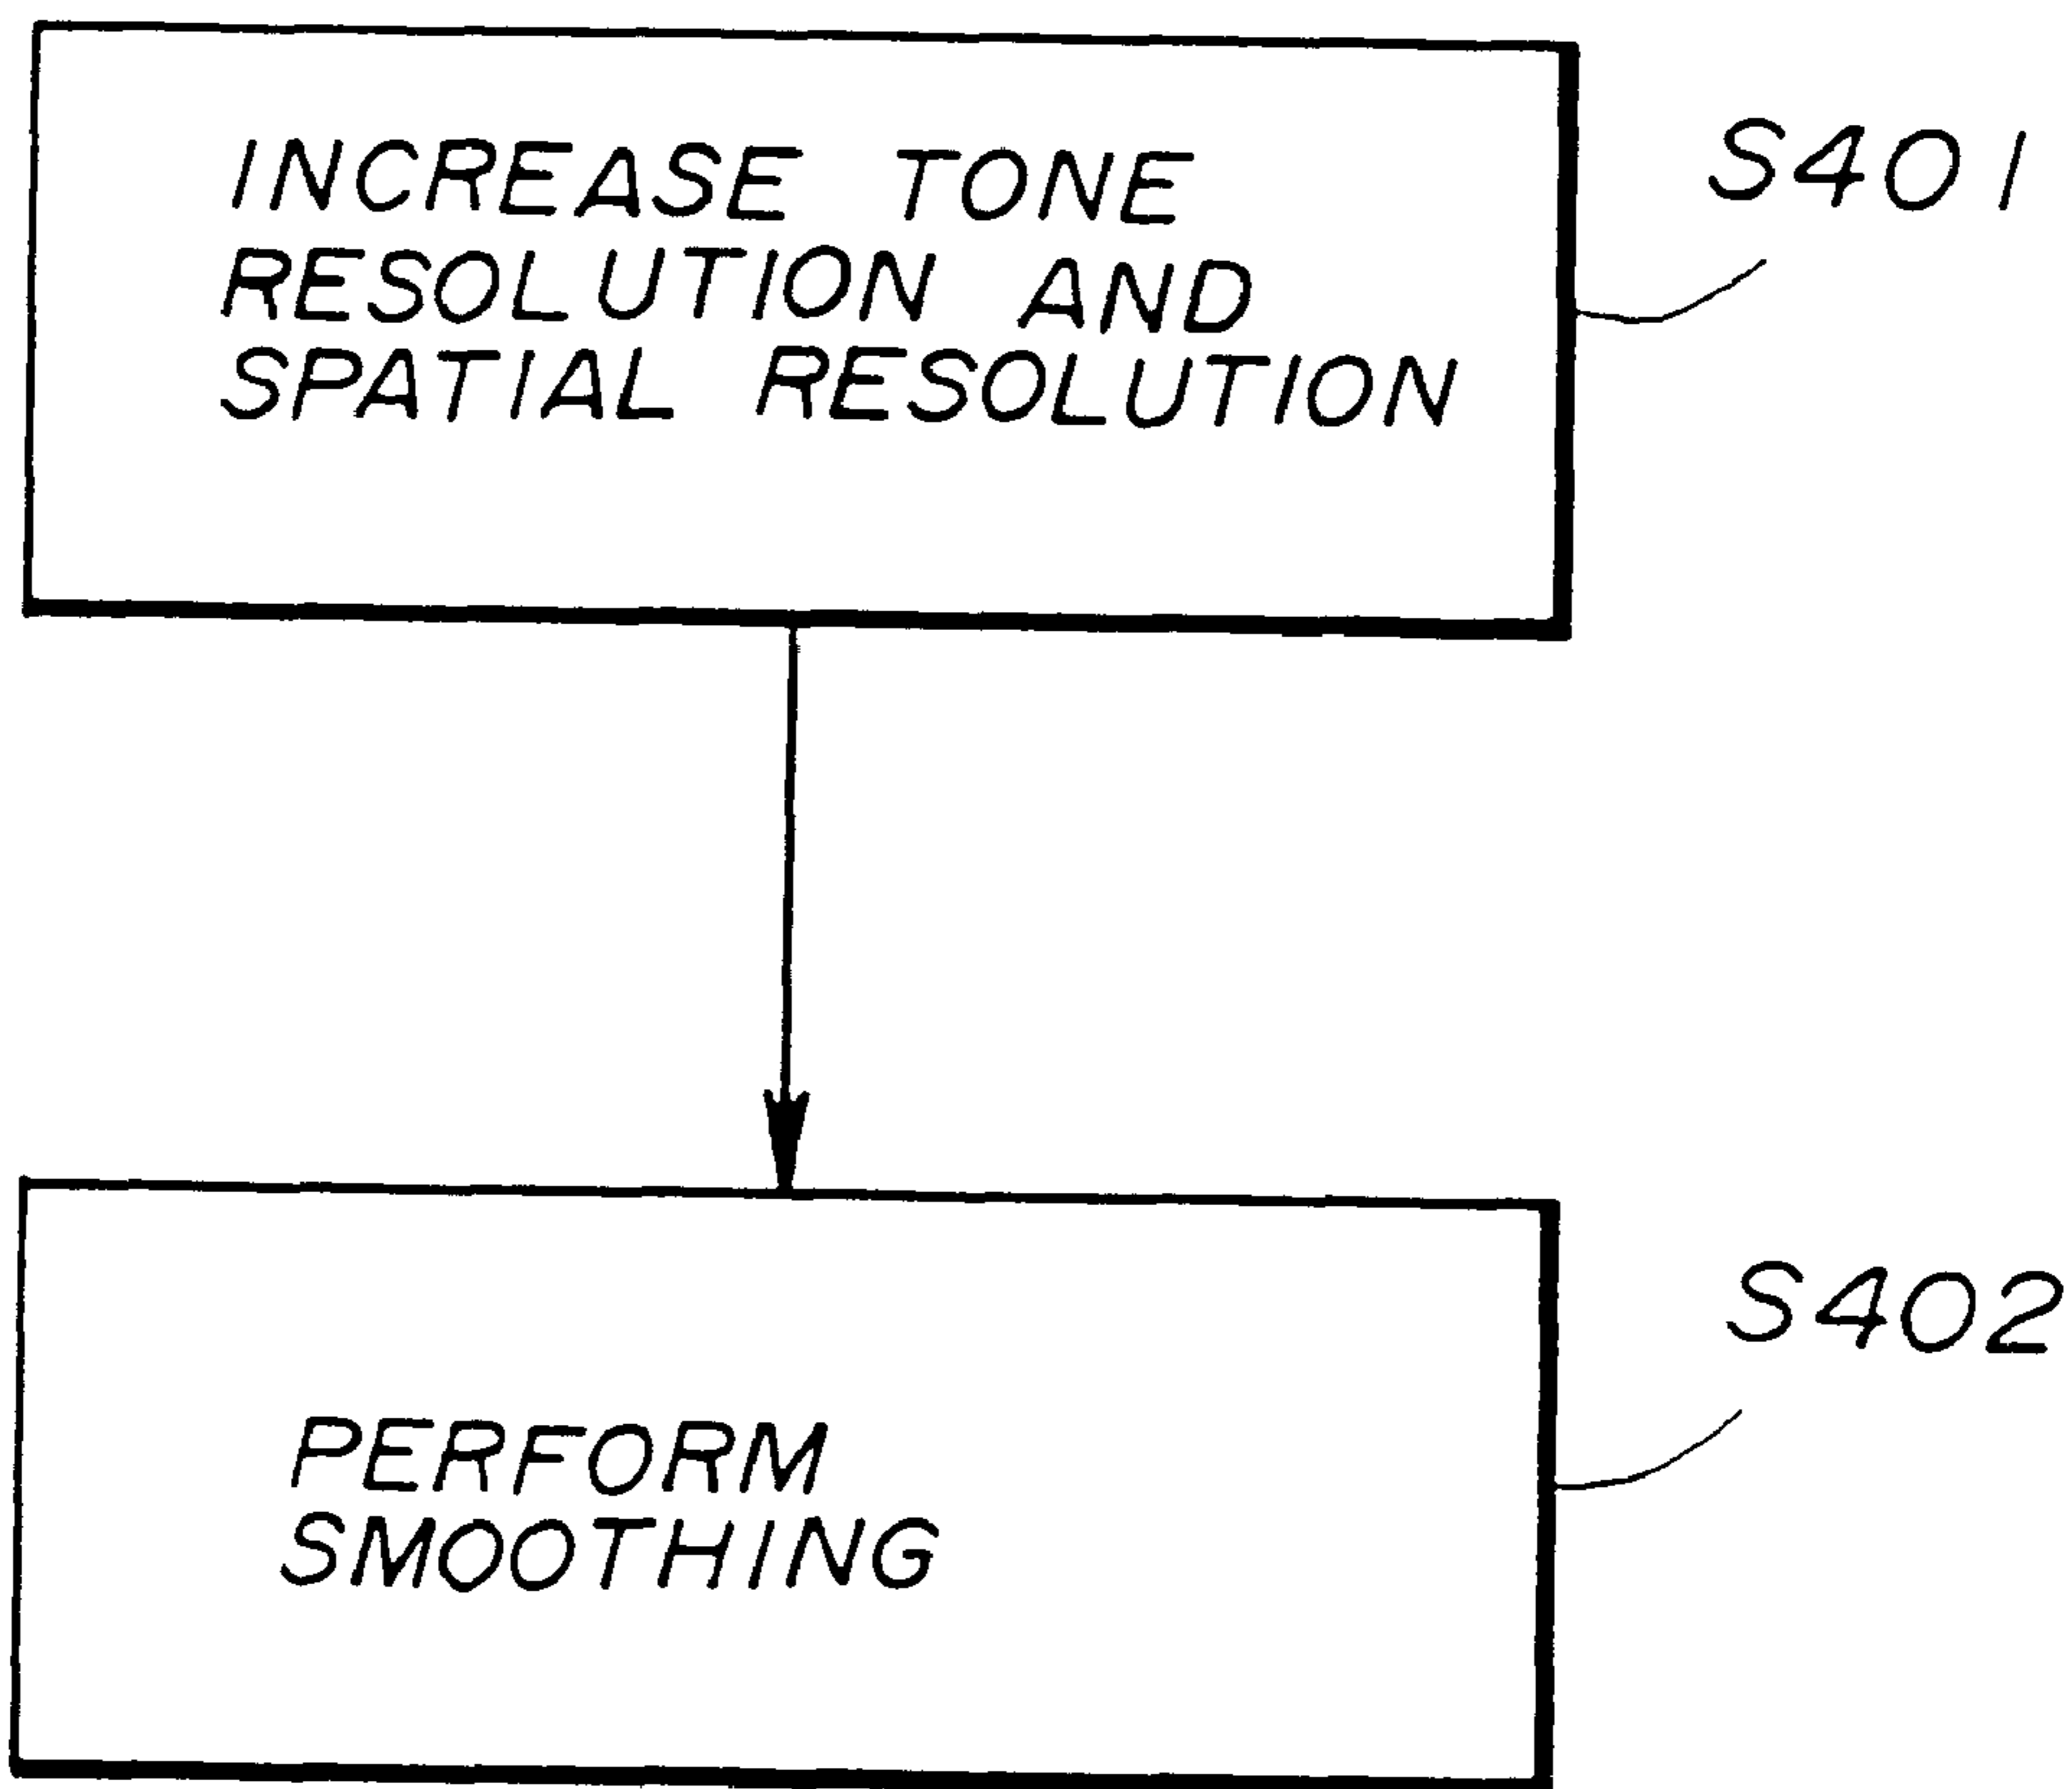 INCREASE TONE
RESOLUTION AND
SPATIAL RESOLUTION
S401
PERFORM
SMOOTHING
S402